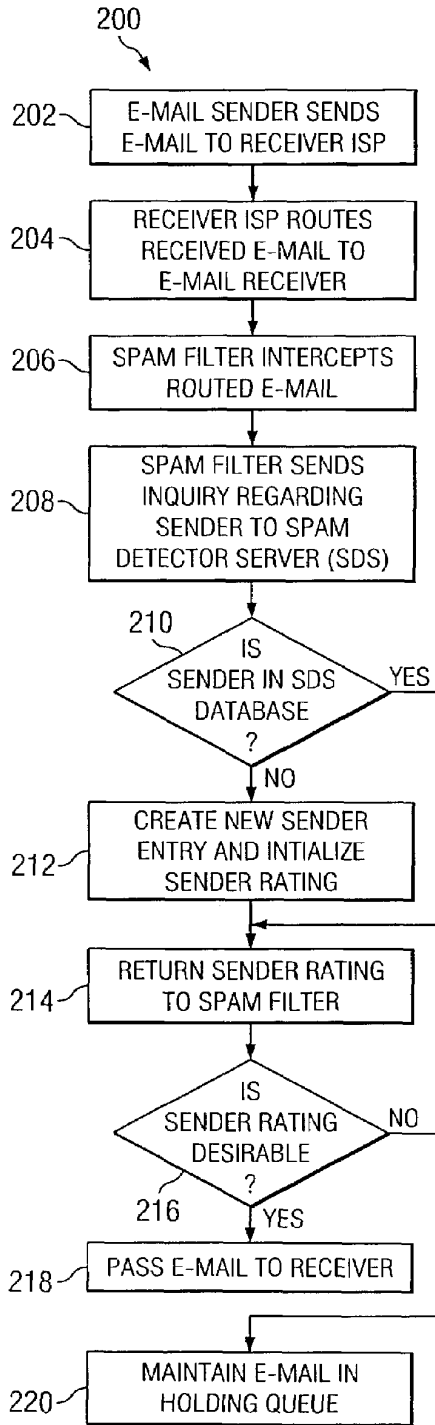 200
202
E-MAIL SENDER SENDS
E-MAIL TO RECEIVER ISP
204
RECEIVER ISP ROUTES
RECEIVED E-MAIL TO
E-MAIL RECEIVER
206
SPAM FILTER INTERCEPTS
ROUTED E-MAIL
208
SPAM FILTER SENDS
INQUIRY REGARDING
SENDER TO SPAM
DETECTOR SERVER (SDS)
210
IS
SENDER IN SDS
DATABASE
?
YES
NO
212
CREATE NEW SENDER
ENTRY AND INTIALIZE
SENDER RATING
214
RETURN SENDER RATING
TO SPAM FILTER
IS
SENDER RATING
DESIRABLE
?
NO
216
YES
218
PASS E-MAIL TO RECEIVER
220
MAINTAIN E-MAIL IN
HOLDING QUEUE